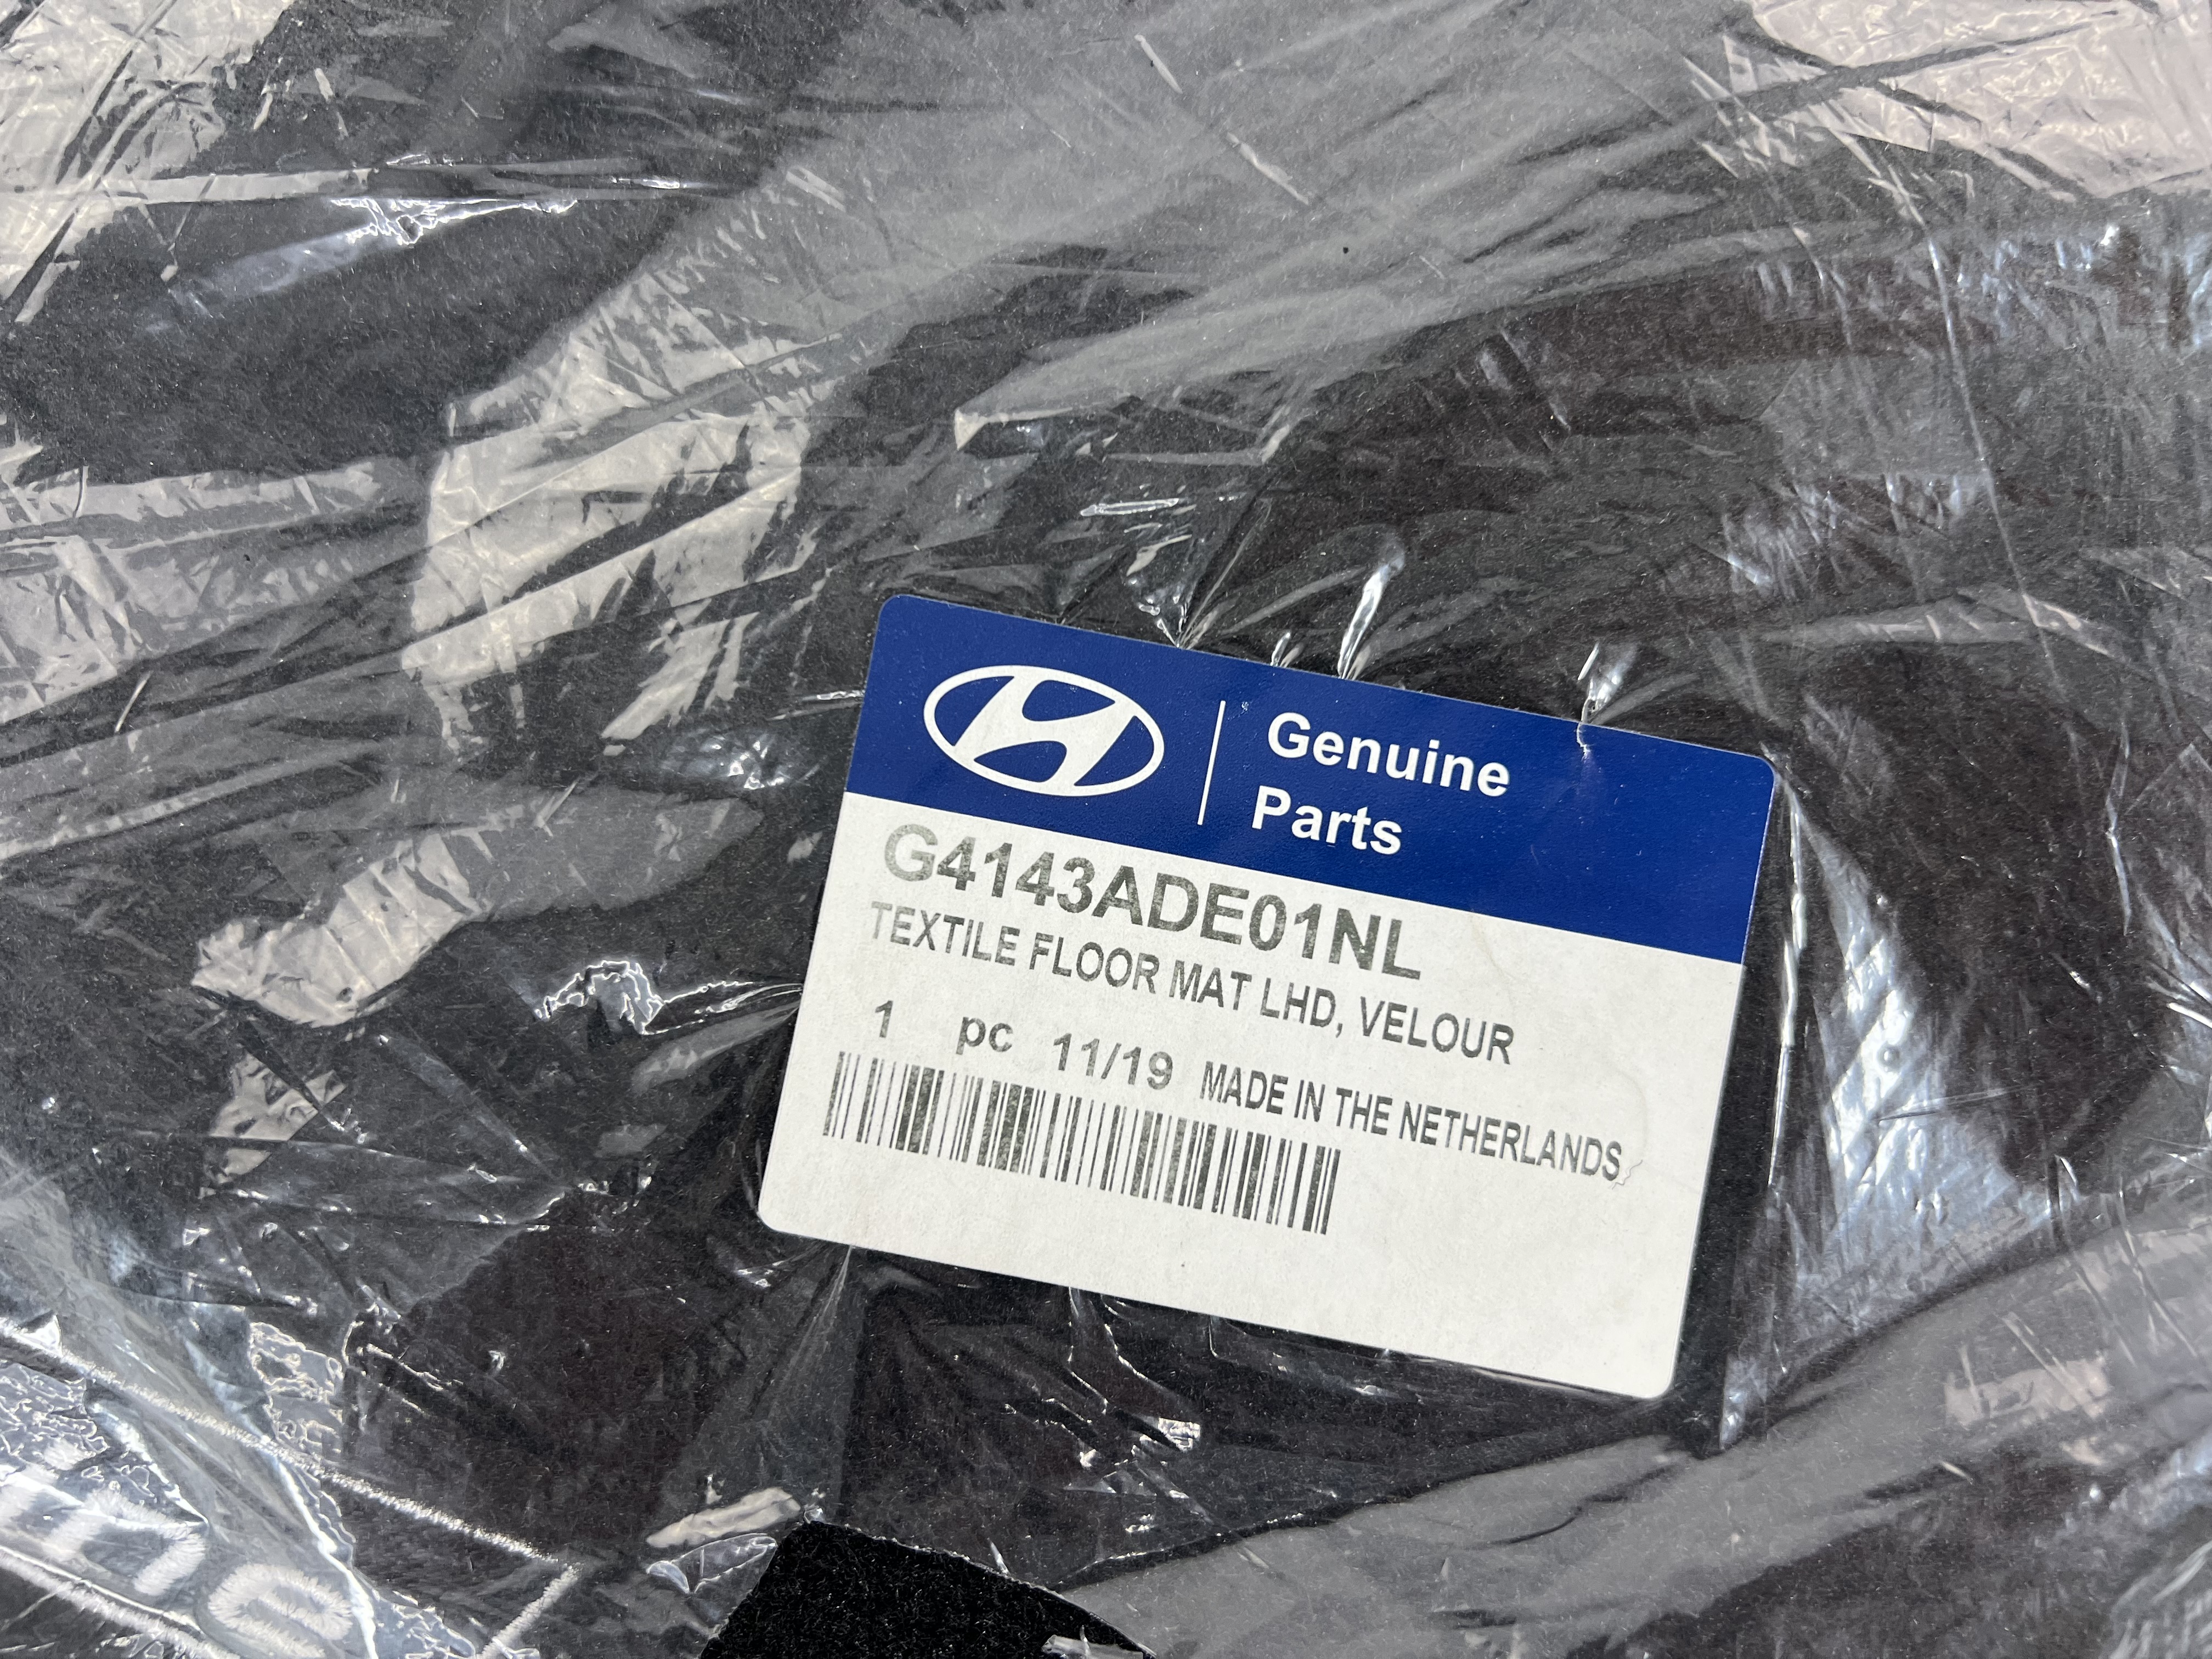 Genuine
Parts
G4143ADE01NL
TEXTILE FLOOR MAT LHD, VELOUR
1 pc 11/19 MADE IN THE NETHERLANDS